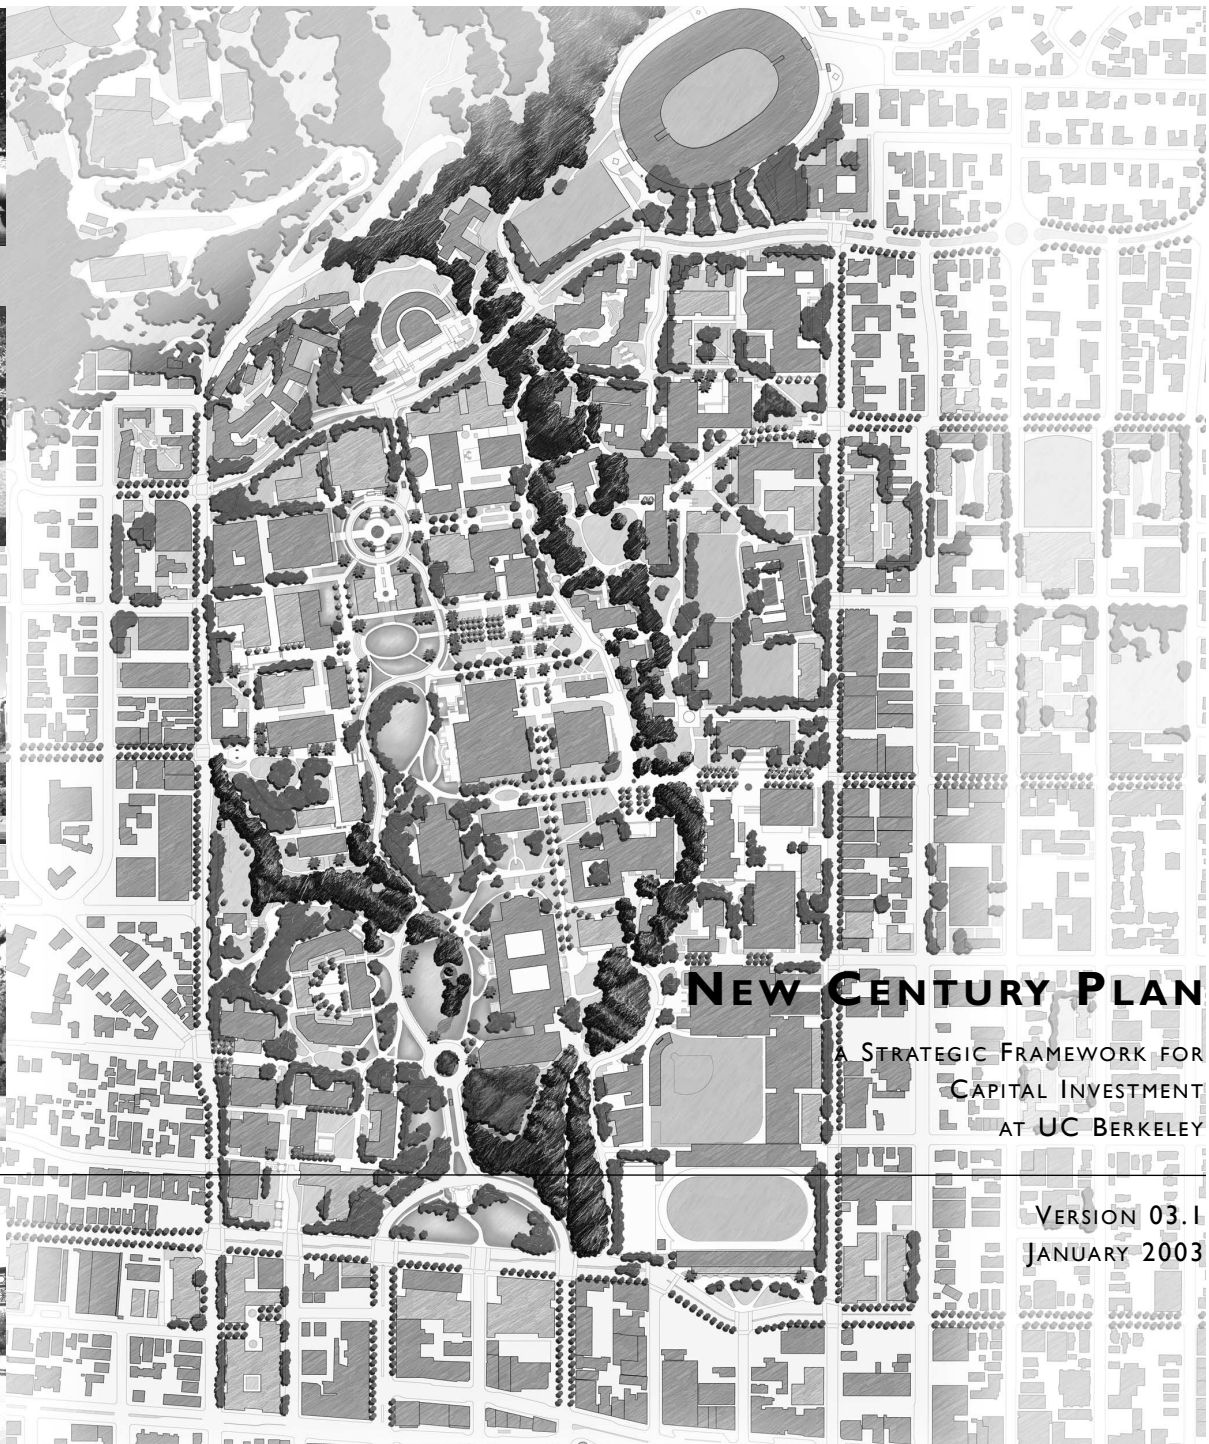 NEW CENTURY PLAN
A STRATEGIC FRAMEWORK FOR
CAPITAL INVESTMENT
AT UC BERKELEY
VERSION 03.1
JANUARY 2003